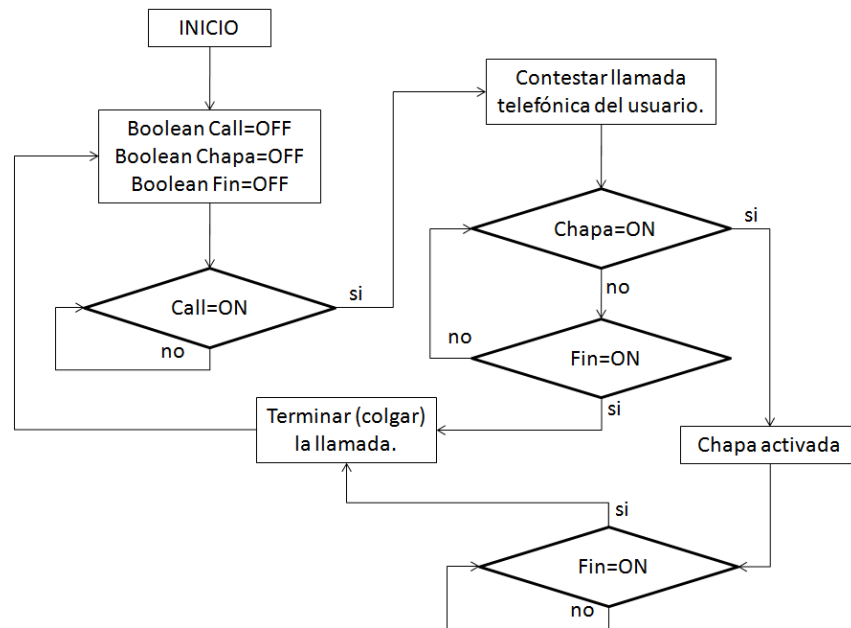 INICIO
Boolean Call=OFF
Boolean Chapa=OFF
Boolean Fin=OFF
Call=ON
si
no
Contestar llamada
telefónica del usuario.
Chapa=ON
si
no
Fin=ON
no
si
Terminar (colgar)
la llamada.
Chapa activada
si
Fin=ON
no